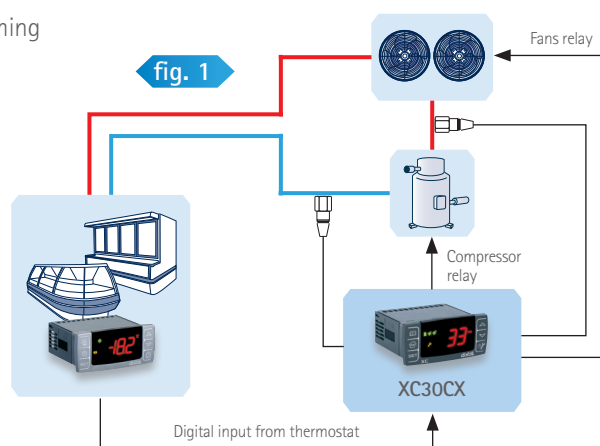 ning
Fans relay
fig. 1
Compressor
relay
-18.2°
33
XC30CX
Digital input from thermostat